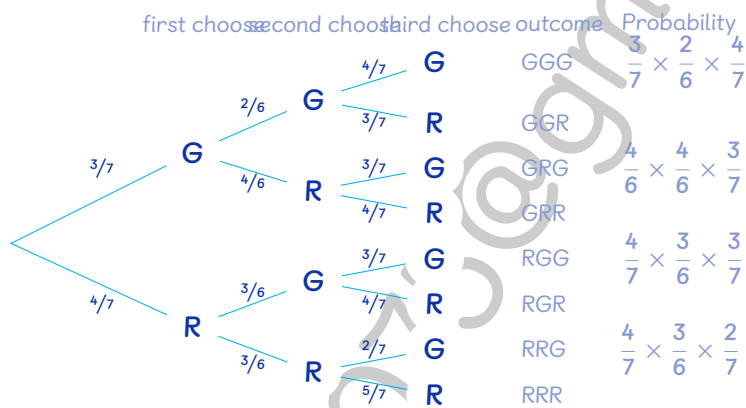 first choose second choose third choose outcome Probability
4/7 G GGG 3/7 × 2/6 × 4/7
2/6 G
3/7 R GGR
3/7 G
4/6 R
3/7 G GRG 4/6 × 4/6 × 3/7
4/7 R GRR
3/7 G RGG 4/7 × 3/6 × 3/7
3/6 G
4/7 R RGR
4/7 R
3/6 R
2/7 G RRG 4/7 × 3/6 × 2/7
5/7 R RRR